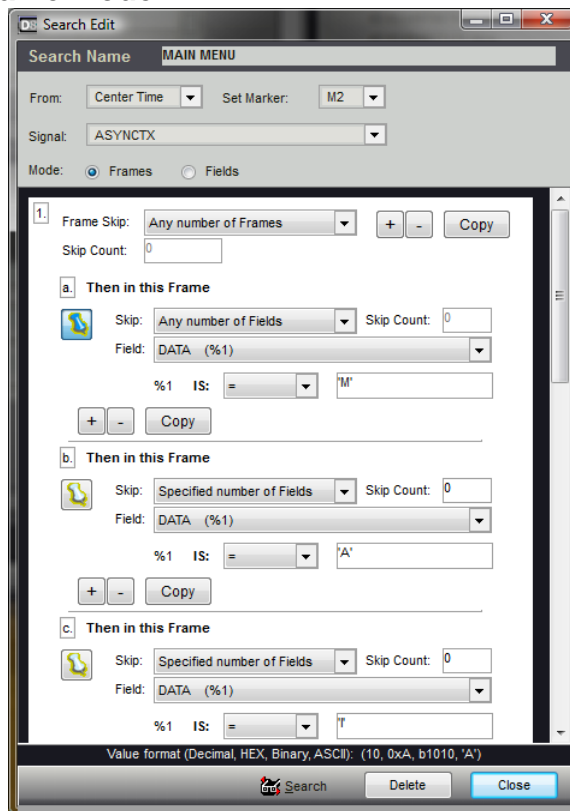 Search Edit
Search Name MAIN MENU
From: Center Time Set Marker: M2
Signal: ASYNCTX
Mode: Frames Fields
1. Frame Skip: Any number of Frames + - Copy
Skip Count: 0
a. Then in this Frame
Skip: Any number of Fields Skip Count: 0
Field: DATA (%1)
%1 IS: = 'M'
+ - Copy
b. Then in this Frame
Skip: Specified number of Fields Skip Count: 0
Field: DATA (%1)
%1 IS: = 'A'
+ - Copy
c. Then in this Frame
Skip: Specified number of Fields Skip Count: 0
Field: DATA (%1)
%1 IS: = 'I'
Value format (Decimal, HEX, Binary, ASCII): (10, 0xA, b1010, 'A')
Search Delete Close